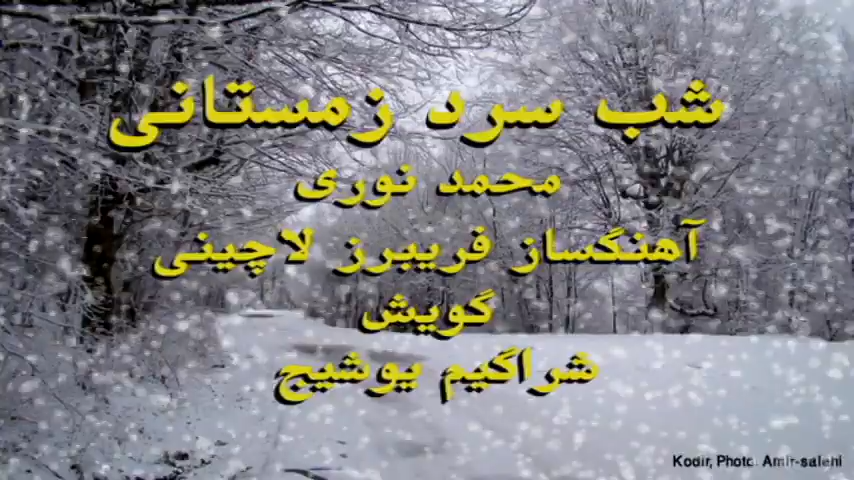 شب سرد زمستانی
محمد نوری
آهنگساز فریبرز لاچینی
گویش
شراگیم یوشیج
Kodir, Photo. Amir-salehi